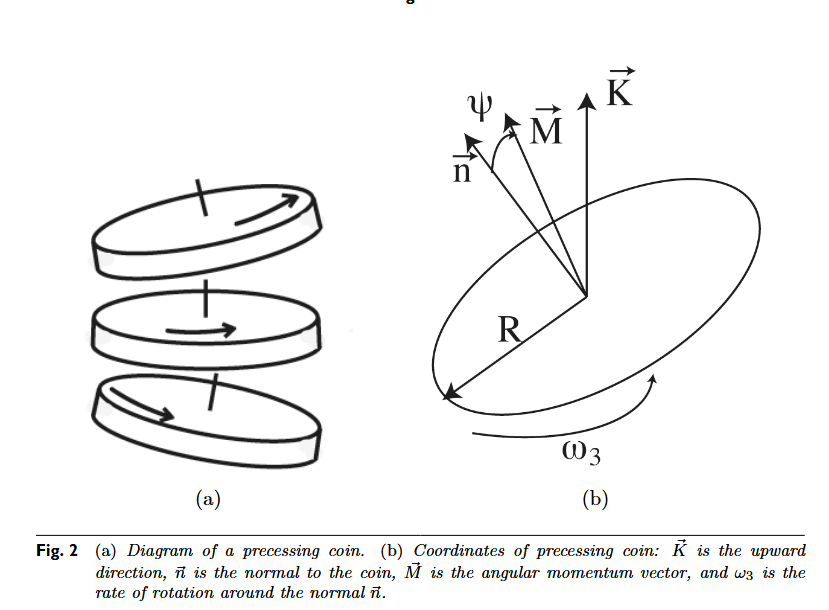 ψ
K⃗
M⃗
n⃗
R
ω₃
(a)
(b)
Fig. 2 (a) Diagram of a precessing coin. (b) Coordinates of precessing coin: K⃗ is the upward
direction, n⃗ is the normal to the coin, M⃗ is the angular momentum vector, and ω₃ is the
rate of rotation around the normal n⃗.